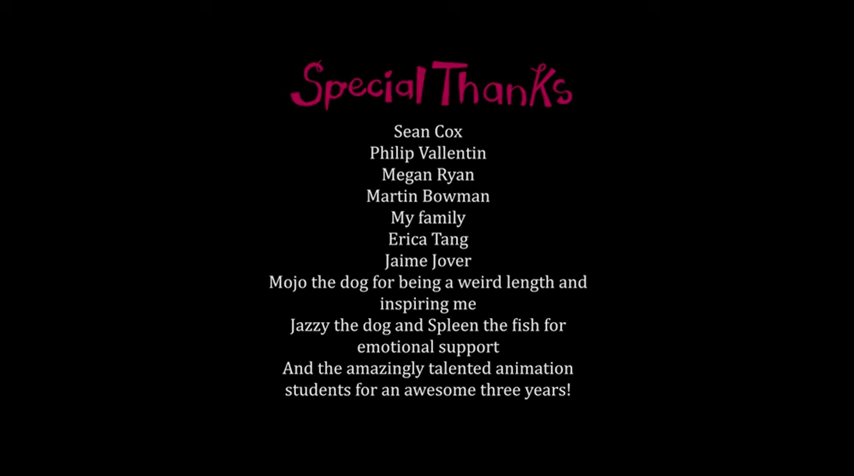 Special Thanks
Sean Cox
Philip Vallentin
Megan Ryan
Martin Bowman
My family
Erica Tang
Jaime Jover
Mojo the dog for being a weird length and
inspiring me
Jazzy the dog and Spleen the fish for
emotional support
And the amazingly talented animation
students for an awesome three years!